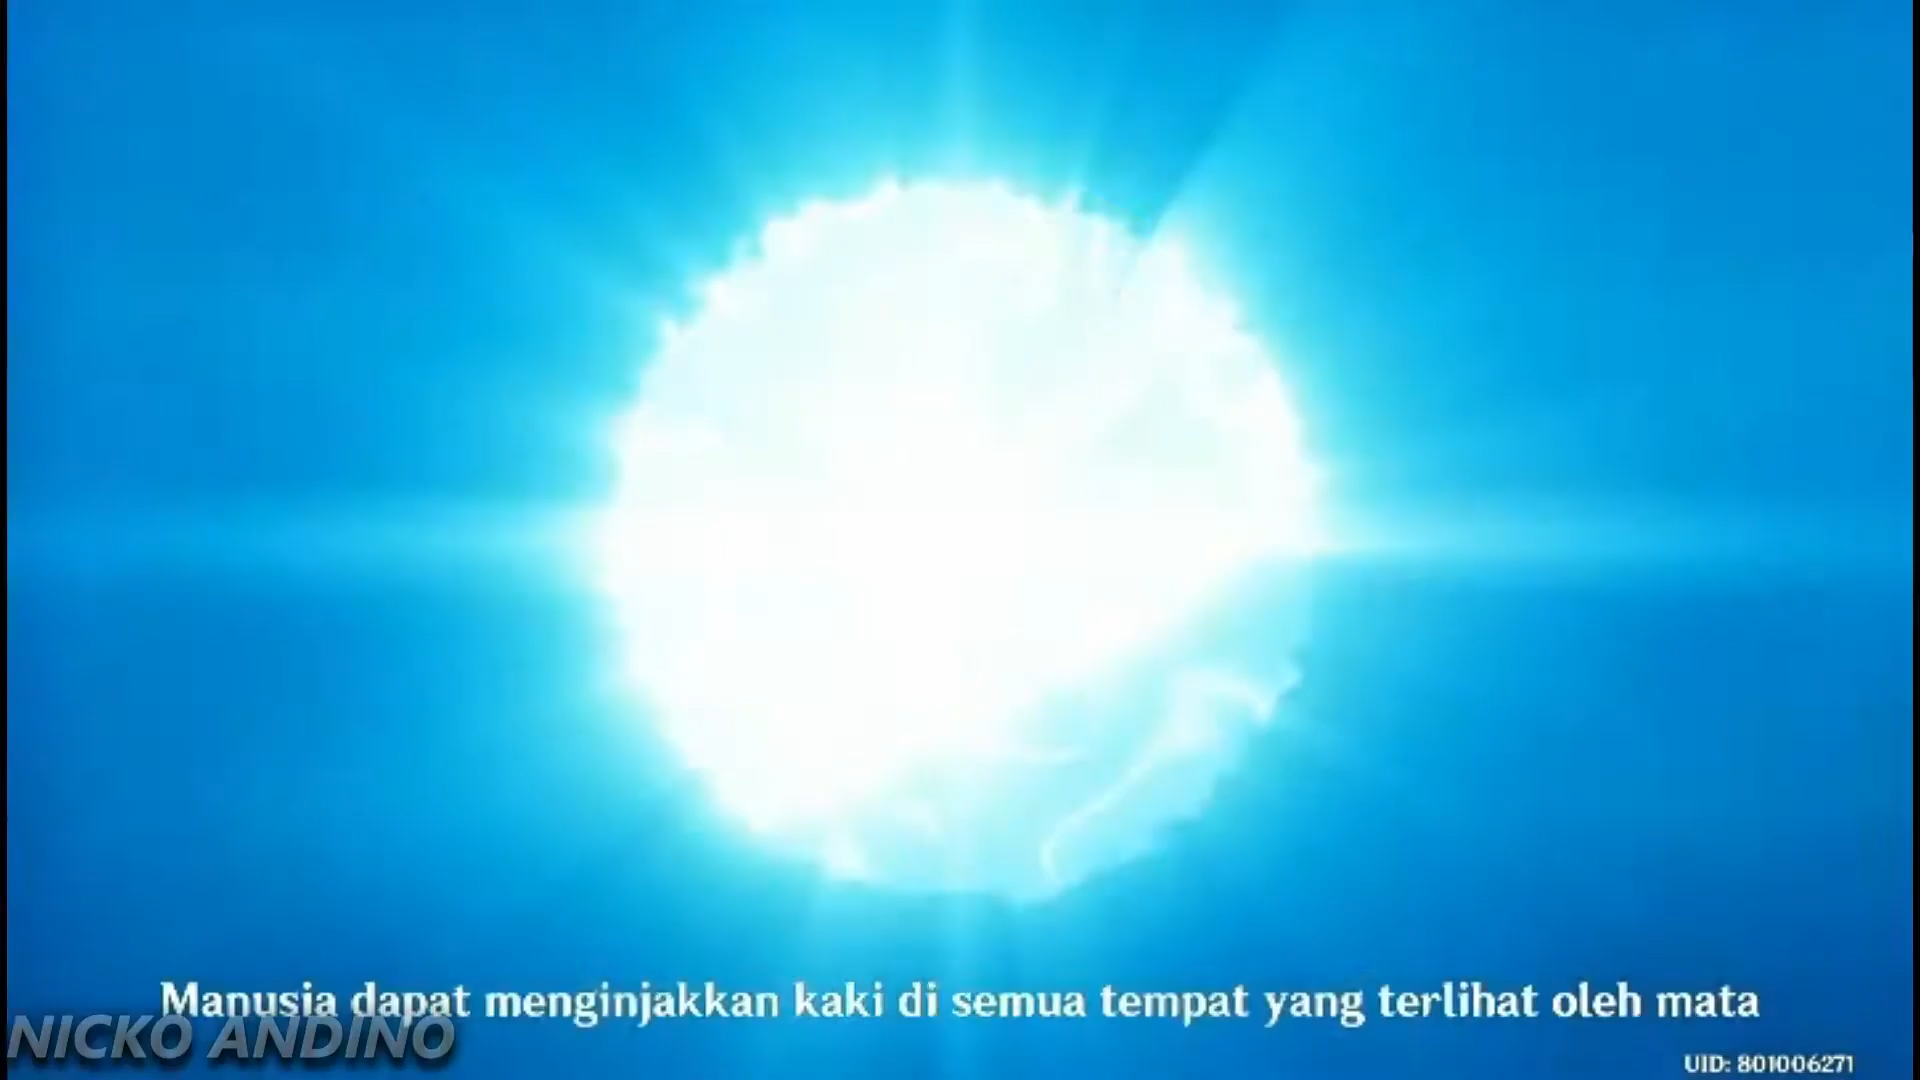 Manusia dapat menginjakkan kaki di semua tempat yang terlihat oleh mata
NICKO ANDINO
UID: 801006271